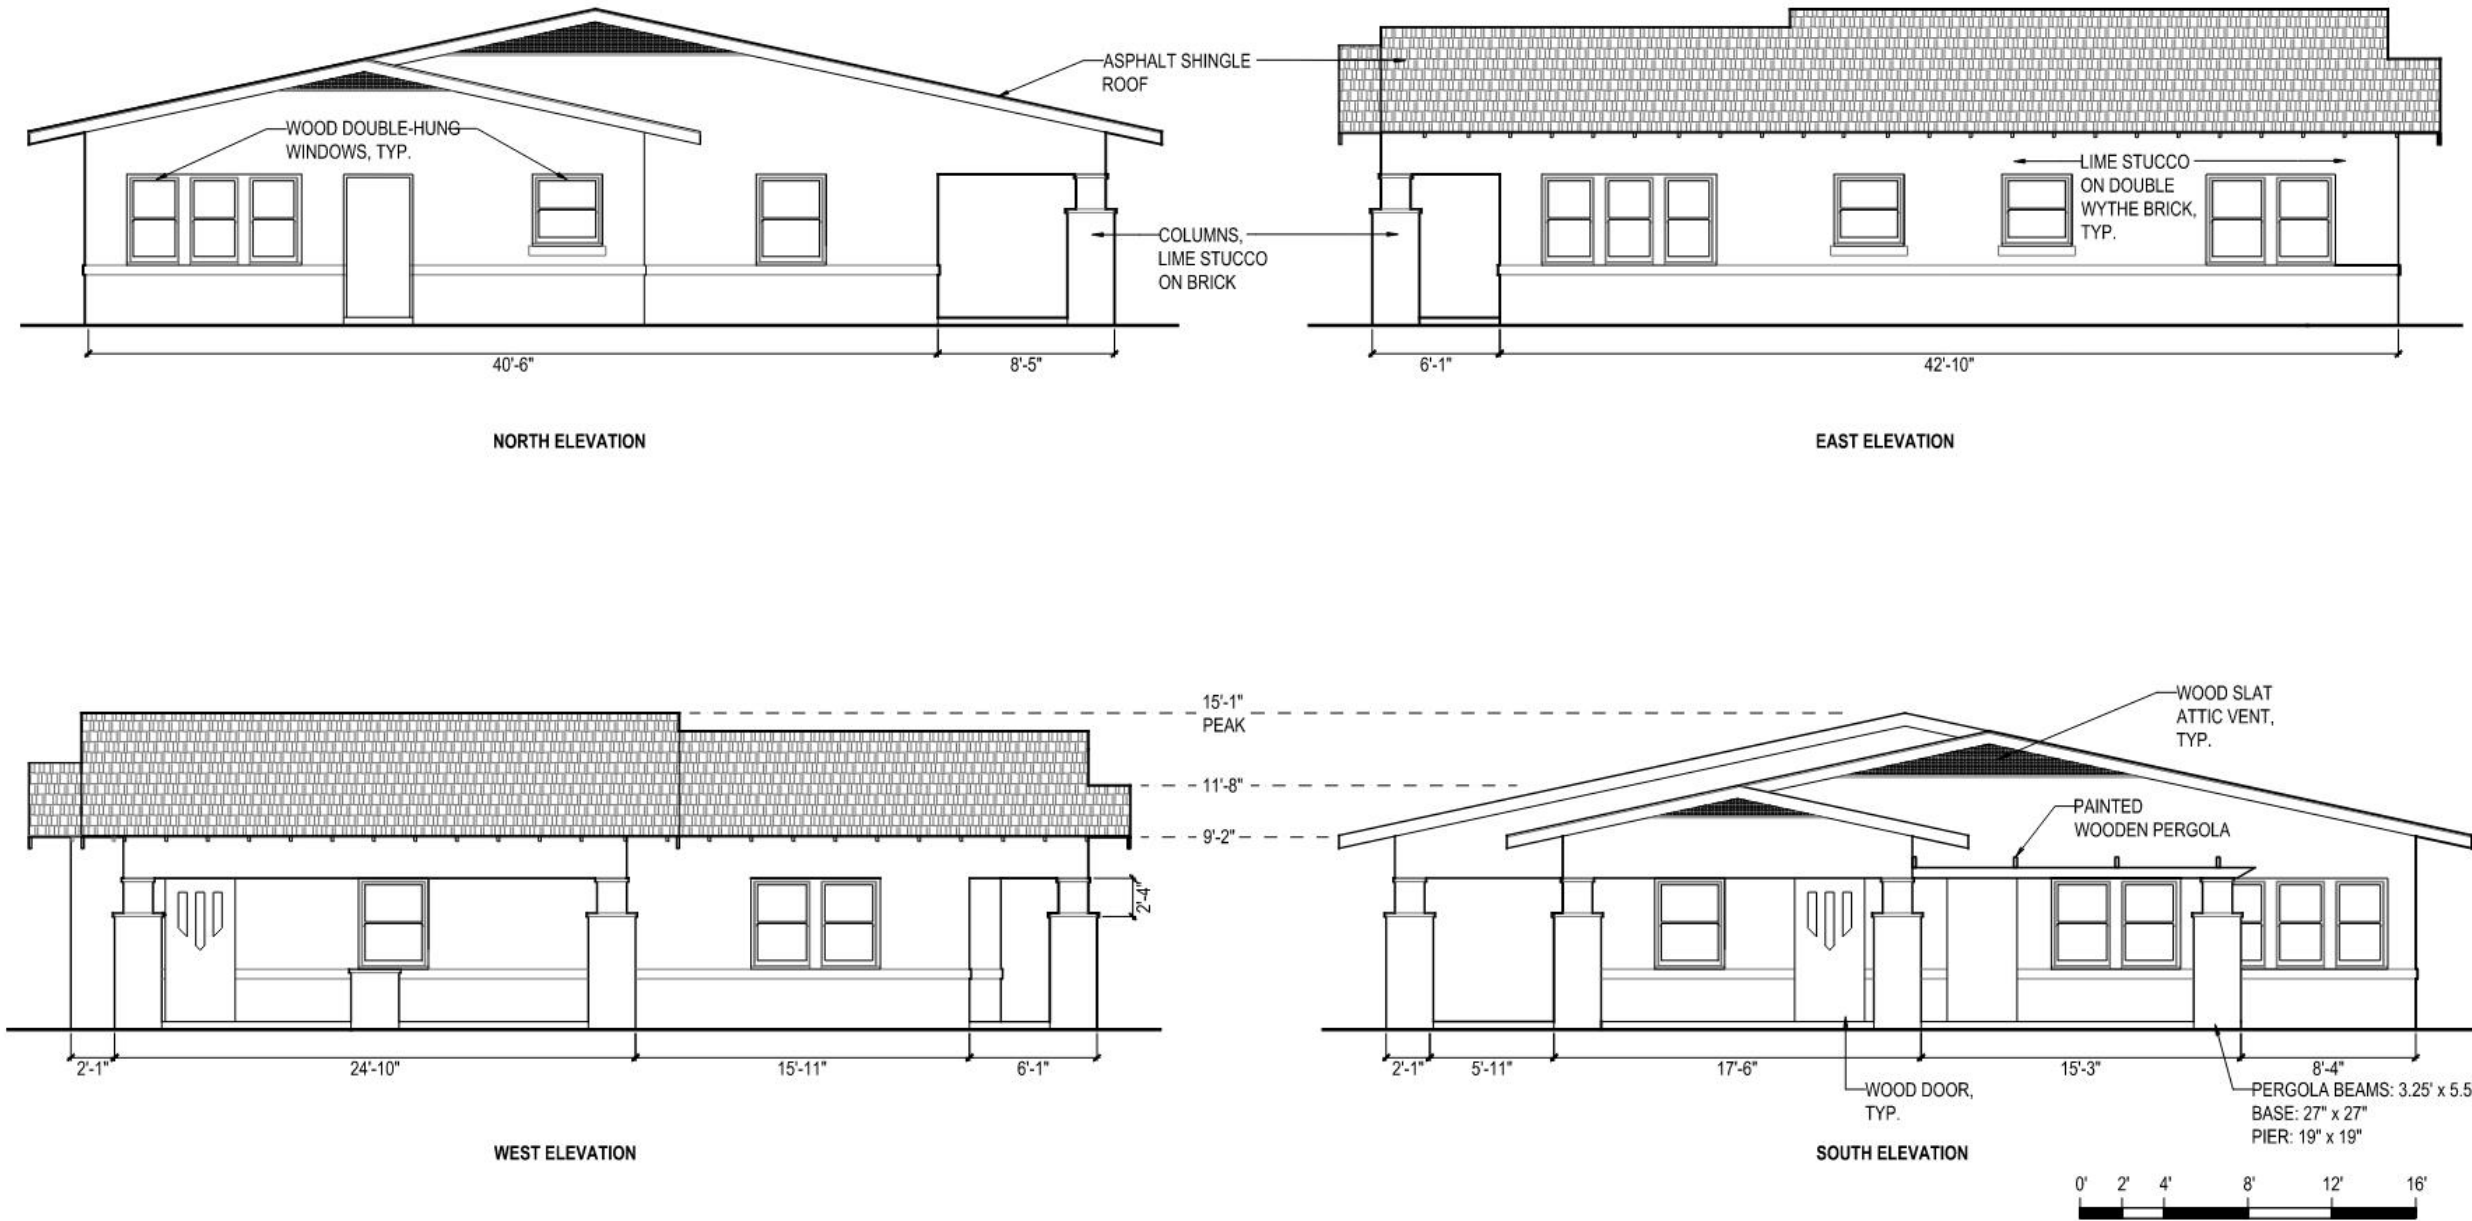 ASPHALT SHINGLE
ROOF
WOOD DOUBLE-HUNG
WINDOWS, TYP.
COLUMNS,
LIME STUCCO
ON BRICK
40'-6"
8'-5"
NORTH ELEVATION
LIME STUCCO
ON DOUBLE
WYTHE BRICK,
TYP.
6'-1"
42'-10"
EAST ELEVATION
15'-1"
PEAK
11'-8"
9'-2"
2'-4"
2'-1"
24'-10"
15'-11"
6'-1"
WEST ELEVATION
WOOD SLAT
ATTIC VENT,
TYP.
PAINTED
WOODEN PERGOLA
2'-1"
5'-11"
17'-6"
15'-3"
8'-4"
WOOD DOOR,
TYP.
PERGOLA BEAMS: 3.25' x 5.5
BASE: 27" x 27"
PIER: 19" x 19"
SOUTH ELEVATION
0' 2' 4' 8' 12' 16'